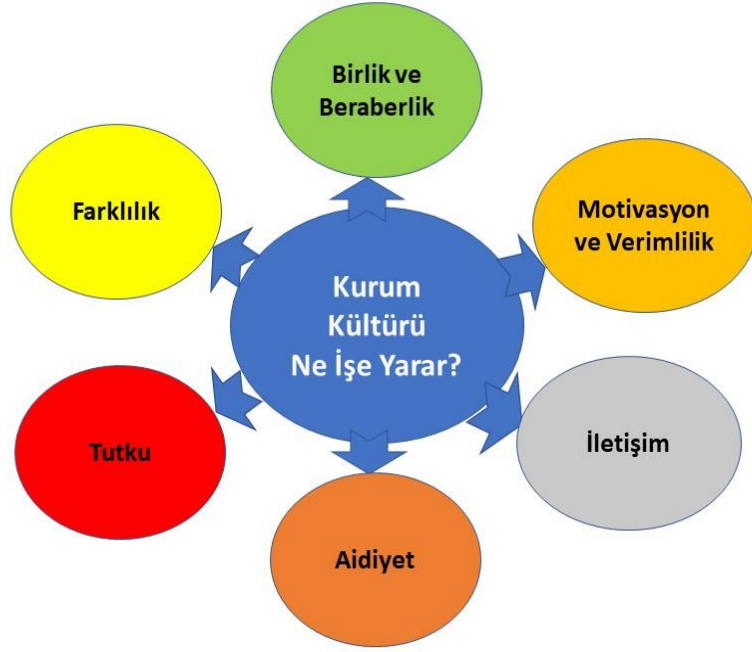 Birlik ve
Beraberlik
Farklılık
Motivasyon
ve Verimlilik
Kurum
Kültürü
Ne İşe Yarar?
Tutku
İletişim
Aidiyet